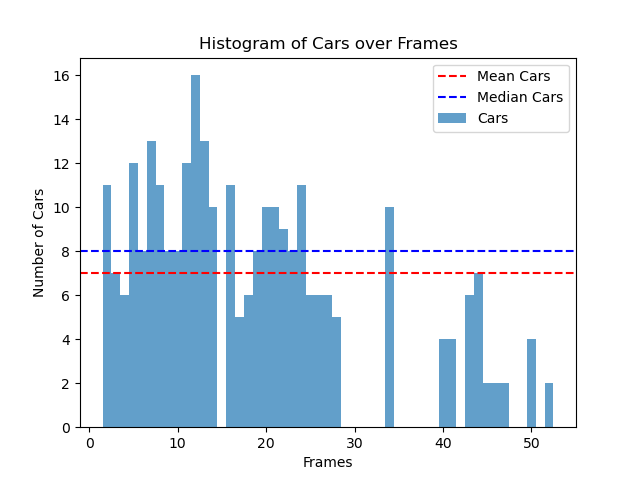 Histogram of Cars over Frames
Mean Cars
Median Cars
Cars
16
14
12
10
8
6
4
2
0
Number of Cars
0 10 20 30 40 50
Frames